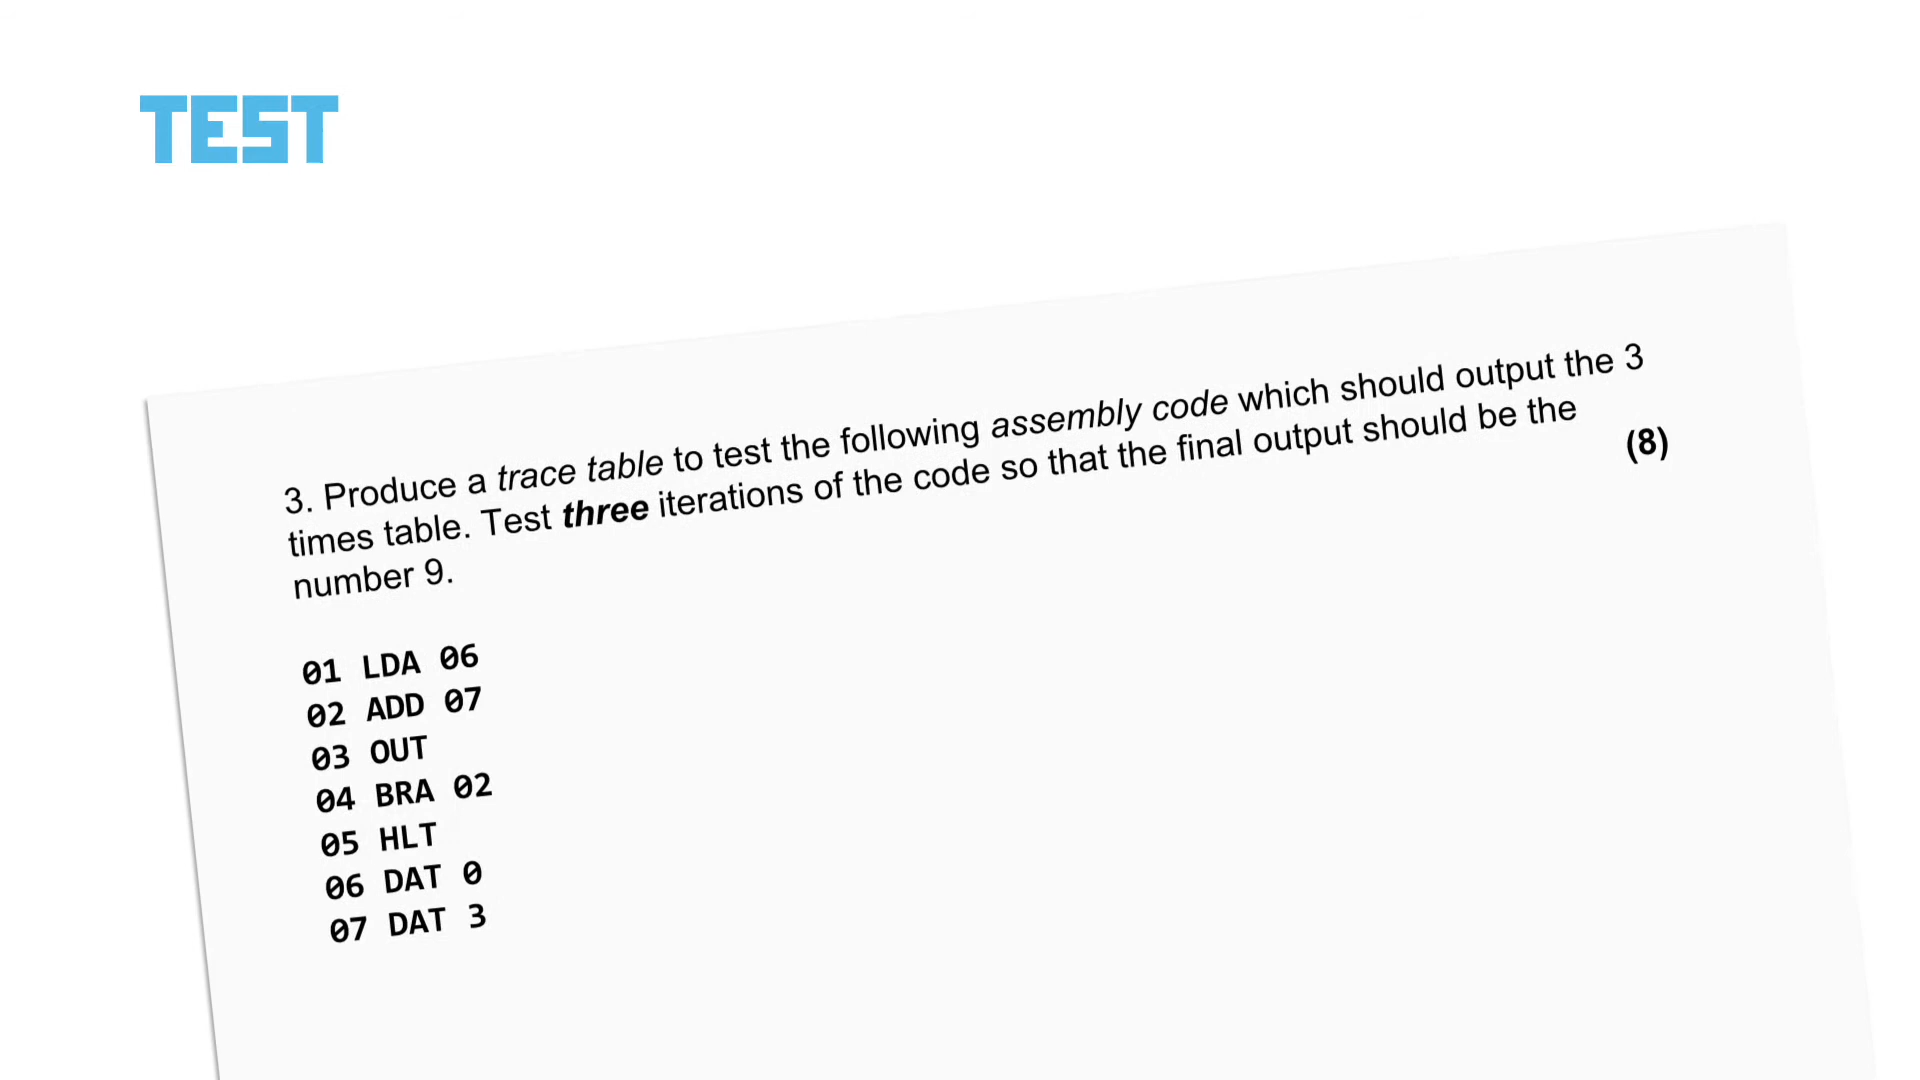 TEST
3. Produce a trace table to test the following assembly code which should output the 3
times table. Test three iterations of the code so that the final output should be the
number 9.
(8)
01 LDA 06
02 ADD 07
03 OUT
04 BRA 02
05 HLT
06 DAT 0
07 DAT 3